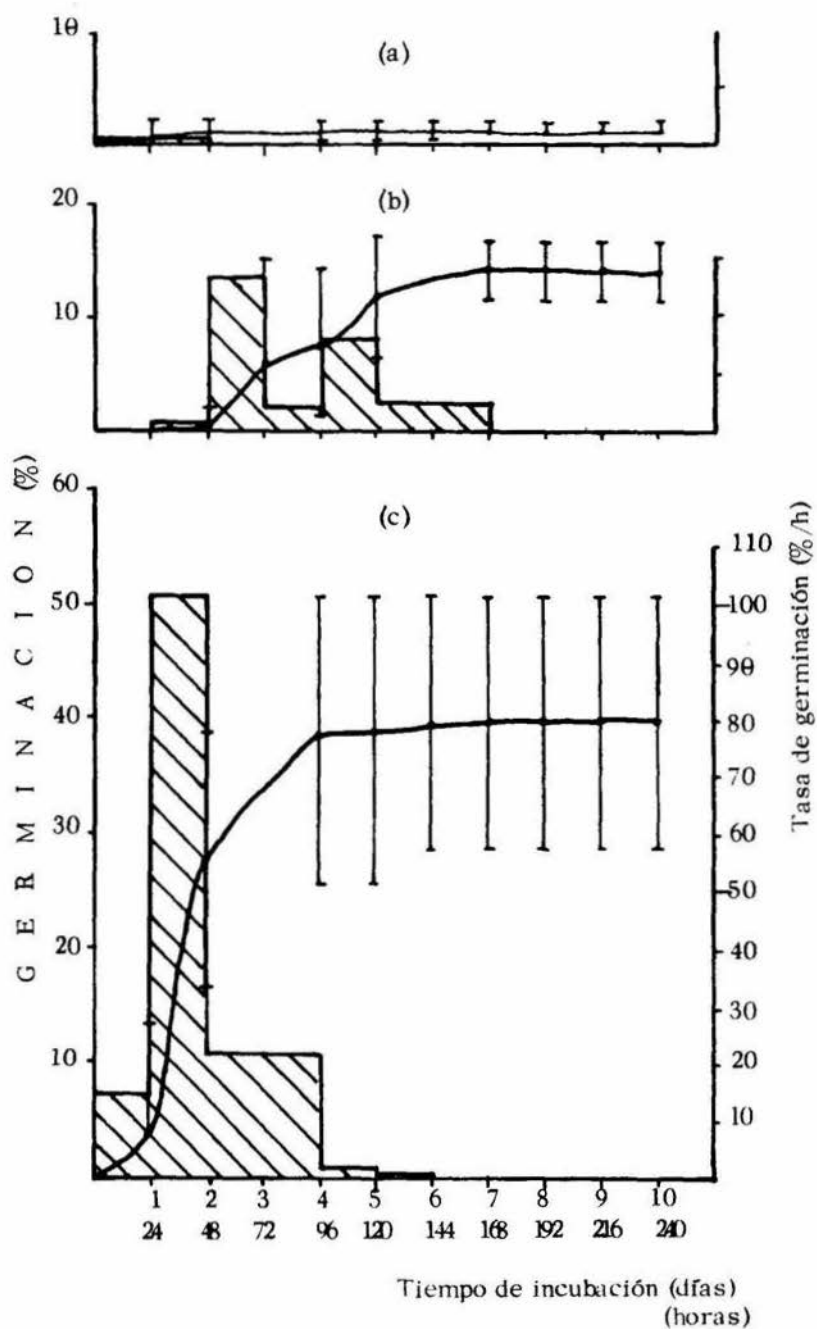 10
(a)
20
(b)
10
60
(c)
50
40
30
20
10
GERMINACION (%)
110
100
90
80
70
60
50
40
30
20
10
Tasa de germinación (%/h)
1 2 3 4 5 6 7 8 9 10
24 48 72 96 120 144 168 192 216 240
Tiempo de incubación (días)
(horas)